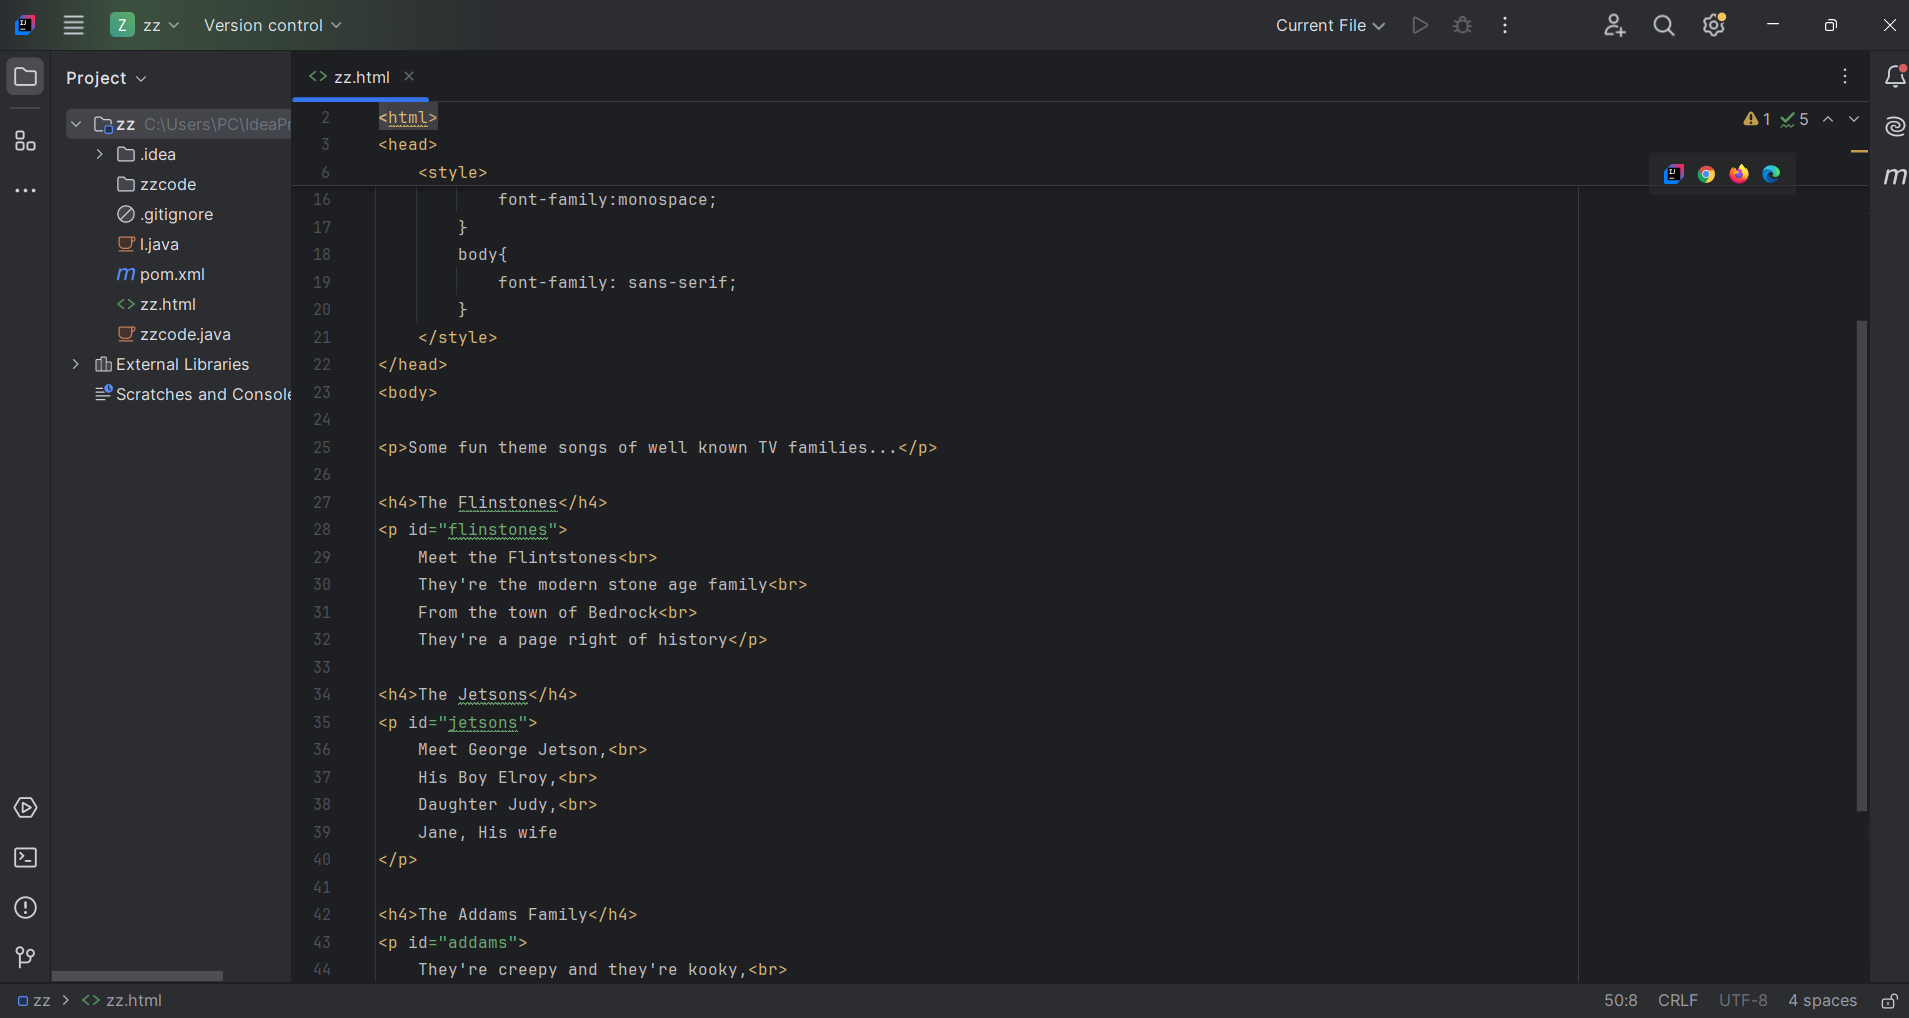 Z zz Version control Current File
Project
zz C:\Users\PC\IdeaPr
.idea
zzcode
.gitignore
I.java
m pom.xml
<> zz.html
zzcode.java
External Libraries
Scratches and Console
<> zz.html
1 5
2 <html>
3 <head>
6 <style>
16 font-family:monospace;
17 }
18 body{
19 font-family: sans-serif;
20 }
21 </style>
22 </head>
23 <body>
24
25 <p>Some fun theme songs of well known TV families...</p>
26
27 <h4>The Flinstones</h4>
28 <p id="flinstones">
29 Meet the Flintstones<br>
30 They're the modern stone age family<br>
31 From the town of Bedrock<br>
32 They're a page right of history</p>
33
34 <h4>The Jetsons</h4>
35 <p id="jetsons">
36 Meet George Jetson,<br>
37 His Boy Elroy,<br>
38 Daughter Judy,<br>
39 Jane, His wife
40 </p>
41
42 <h4>The Addams Family</h4>
43 <p id="addams">
44 They're creepy and they're kooky,<br>
m
zz > <> zz.html 50:8 CRLF UTF-8 4 spaces